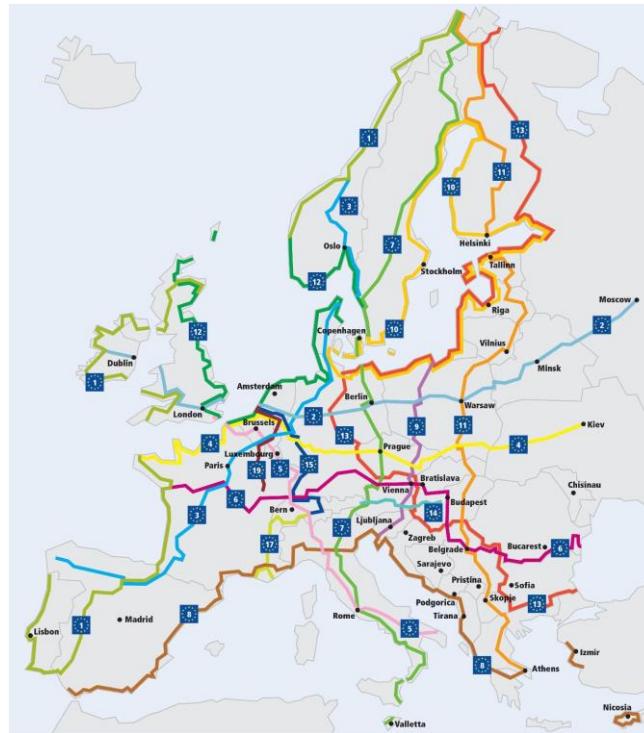 13
1
11
10
3
7
Helsinki
Oslo
Tallinn
Stockholm
12
Moscow
Riga
2
12
10
Copenhagen
Vilnius
Dublin
Minsk
1
Amsterdam
Berlin
London
2
Warsaw
9
Brussels
13
11
Kiev
4
4
Prague
Luxembourg
15
Paris
19
5
Bratislava
Vienna
6
Chisinau
Budapest
Bern
3
14
7
Ljubljana
Zagreb
17
Belgrade
Bucarest
6
Sarajevo
Pristina
Sofia
Podgorica
Skopje
13
Rome
Tirana
8
Madrid
1
Lisbon
5
Izmir
8
Athens
Nicosia
Valletta